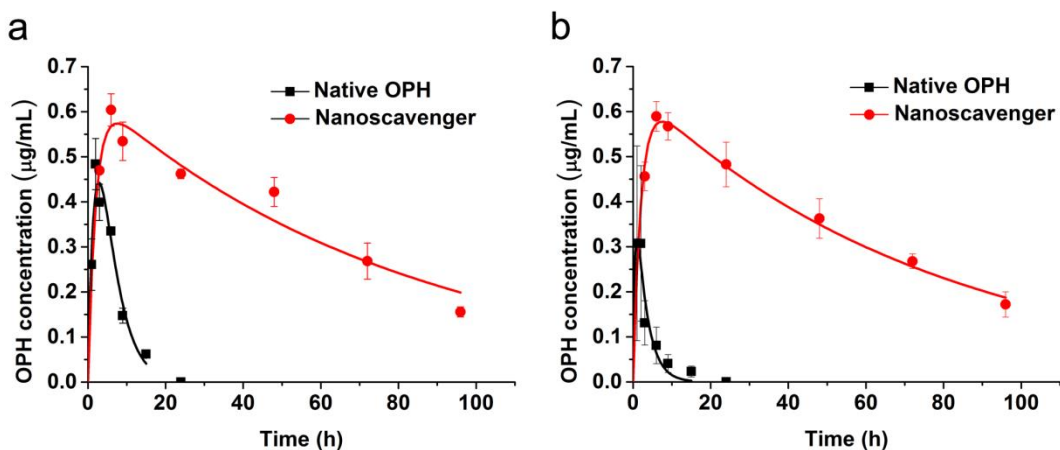 a
0.7
0.6
0.5
0.4
0.3
0.2
0.1
0.0
OPH concentration (μg/mL)
Native OPH
Nanoscavenger
0 20 40 60 80 100
Time (h)
b
0.7
0.6
0.5
0.4
0.3
0.2
0.1
0.0
OPH concentration (μg/mL)
Native OPH
Nanoscavenger
0 20 40 60 80 100
Time (h)